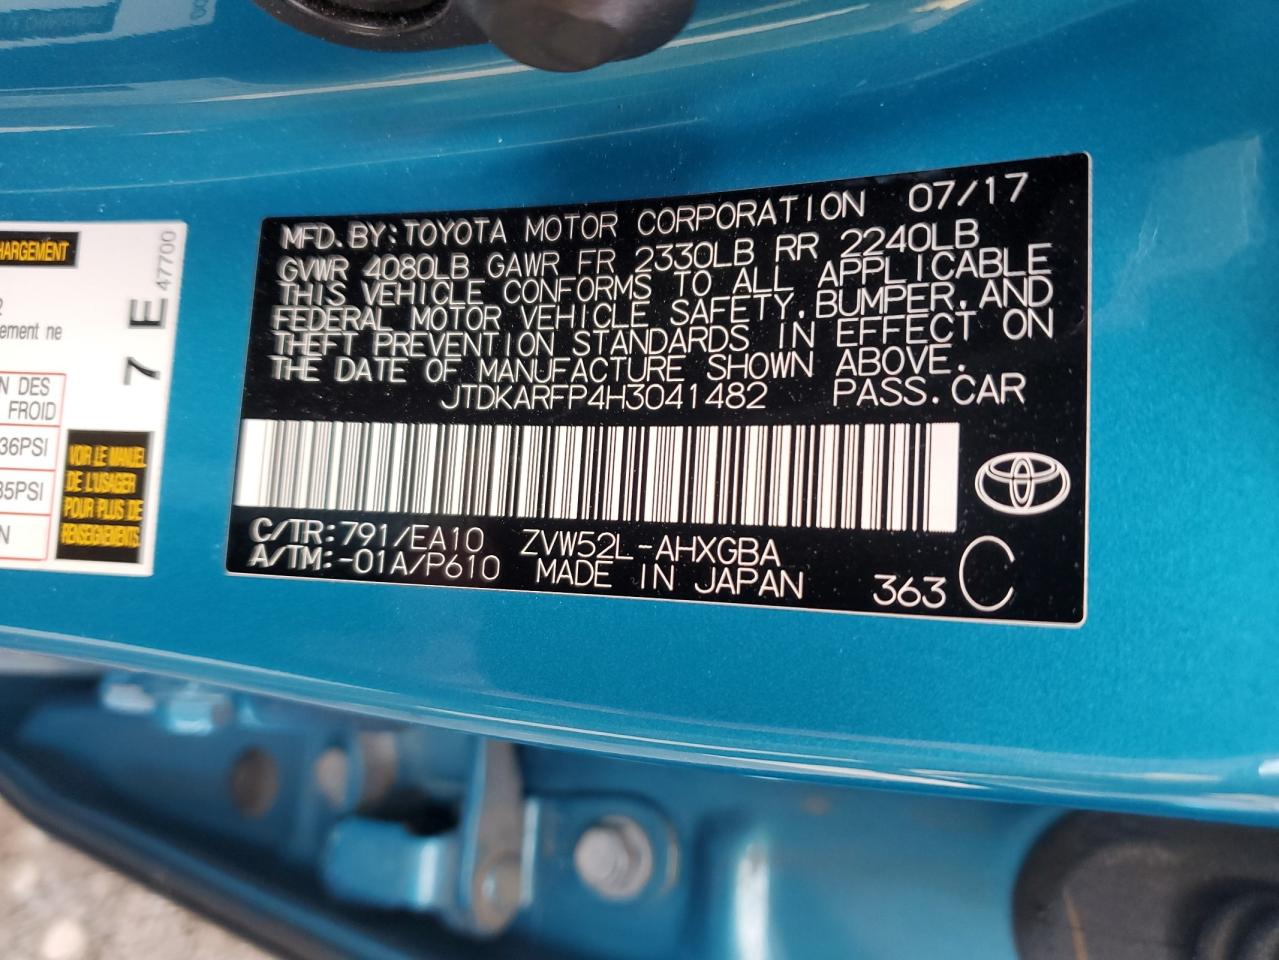 HARGEMENT
2
ement ne
N DES
FROID
36PSI
35PSI
N
7 E
47700
VOIR LE MANUEL
DE L'USAGER
POUR PLUS DE
RENSEIGNEMENTS.
MFD. BY: TOYOTA MOTOR CORPORATION 07/17
GVWR 4080LB GAWR FR 2330LB RR 2240LB
THIS VEHICLE CONFORMS TO ALL APPLICABLE
FEDERAL MOTOR VEHICLE SAFETY, BUMPER, AND
THEFT PREVENTION STANDARDS IN EFFECT ON
THE DATE OF MANUFACTURE SHOWN ABOVE.
JTDKARFP4H3041482 PASS. CAR
C/TR: 791/EA10 ZVW52L-AHXGBA
A/TM: -01A/P610 MADE IN JAPAN 363 C